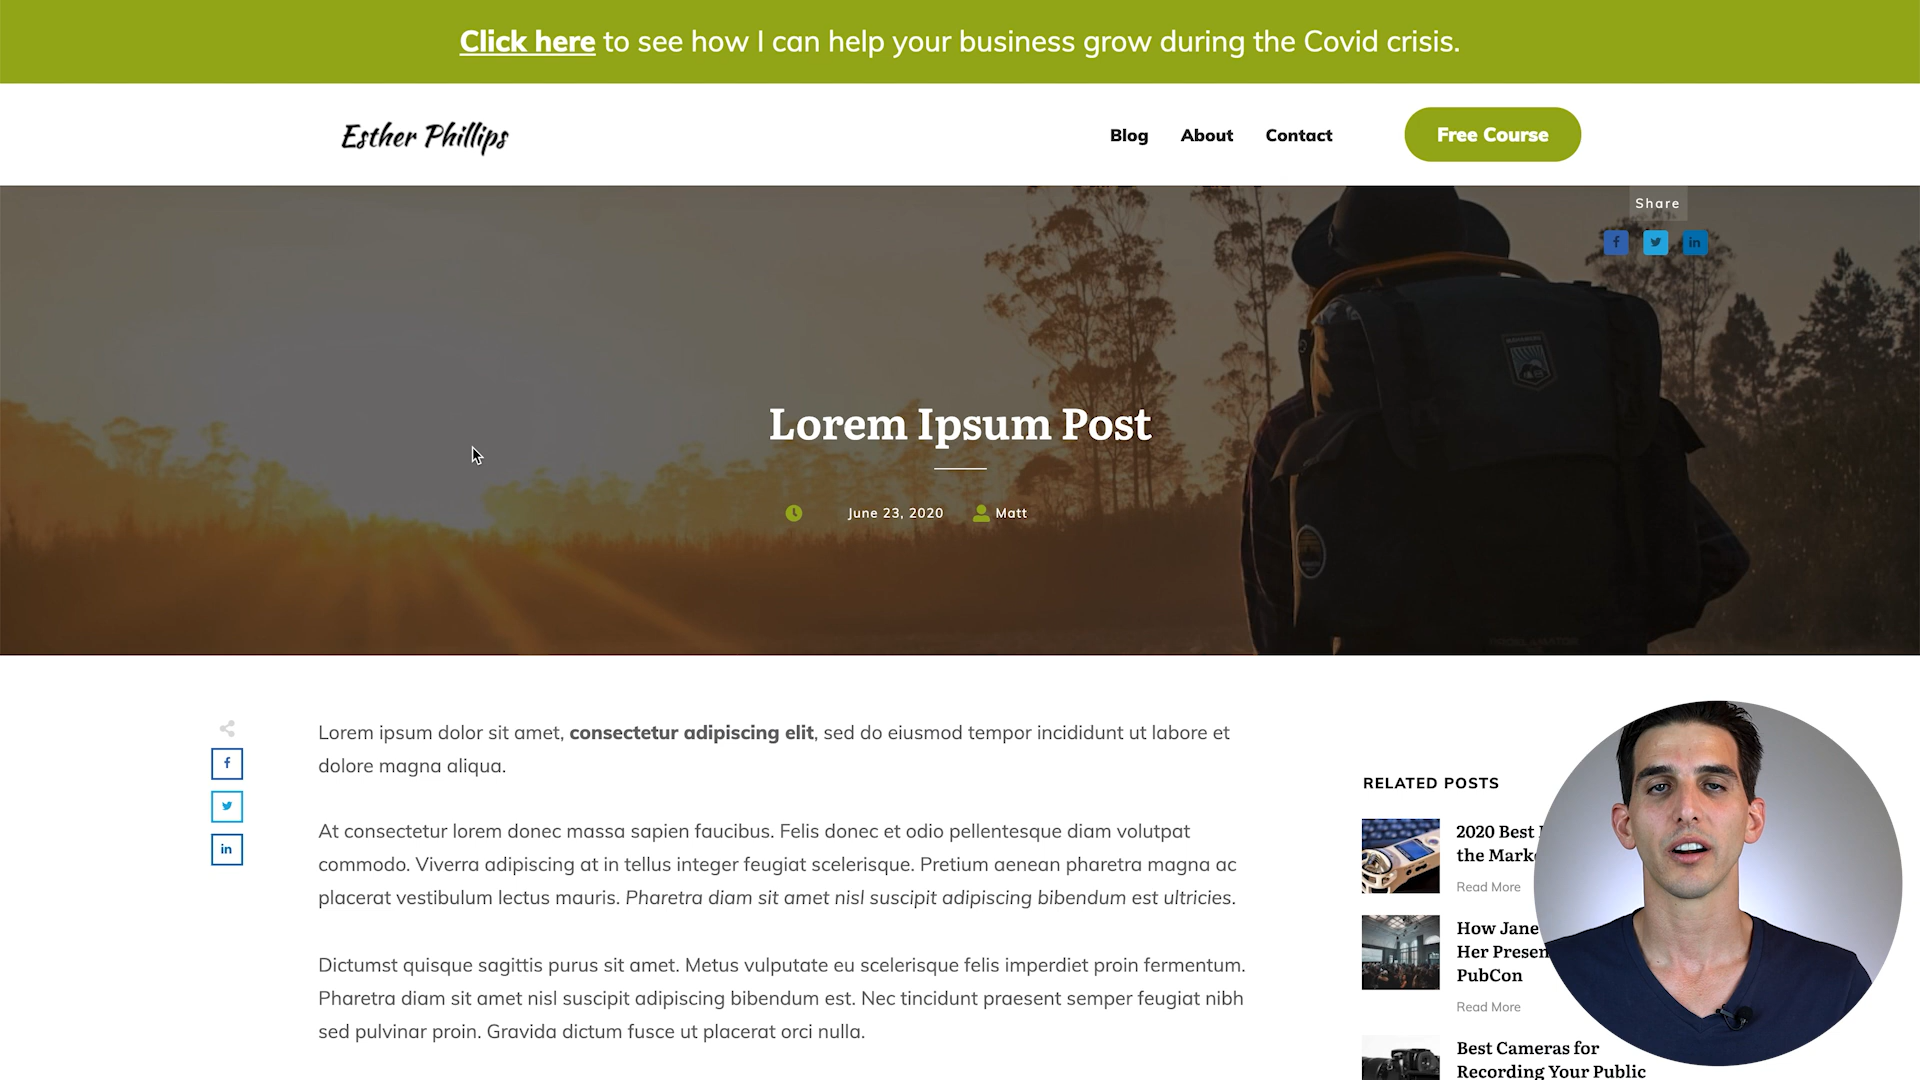 Click here to see how I can help your business grow during the Covid crisis.
Esther Phillips
Blog
About
Contact
Free Course
Share
Lorem Ipsum Post
June 23, 2020
Matt
Lorem ipsum dolor sit amet, consectetur adipiscing elit, sed do eiusmod tempor incididunt ut labore et
dolore magna aliqua.
At consectetur lorem donec massa sapien faucibus. Felis donec et odio pellentesque diam volutpat
commodo. Viverra adipiscing at in tellus integer feugiat scelerisque. Pretium aenean pharetra magna ac
placerat vestibulum lectus mauris. Pharetra diam sit amet nisl suscipit adipiscing bibendum est ultricies.
Dictumst quisque sagittis purus sit amet. Metus vulputate eu scelerisque felis imperdiet proin fermentum.
Pharetra diam sit amet nisl suscipit adipiscing bibendum est. Nec tincidunt praesent semper feugiat nibh
sed pulvinar proin. Gravida dictum fusce ut placerat orci nulla.
RELATED POSTS
2020 Best
the
Read More
How Jane
Her
PubCon
Read More
Best Cameras for
Recording Your Public